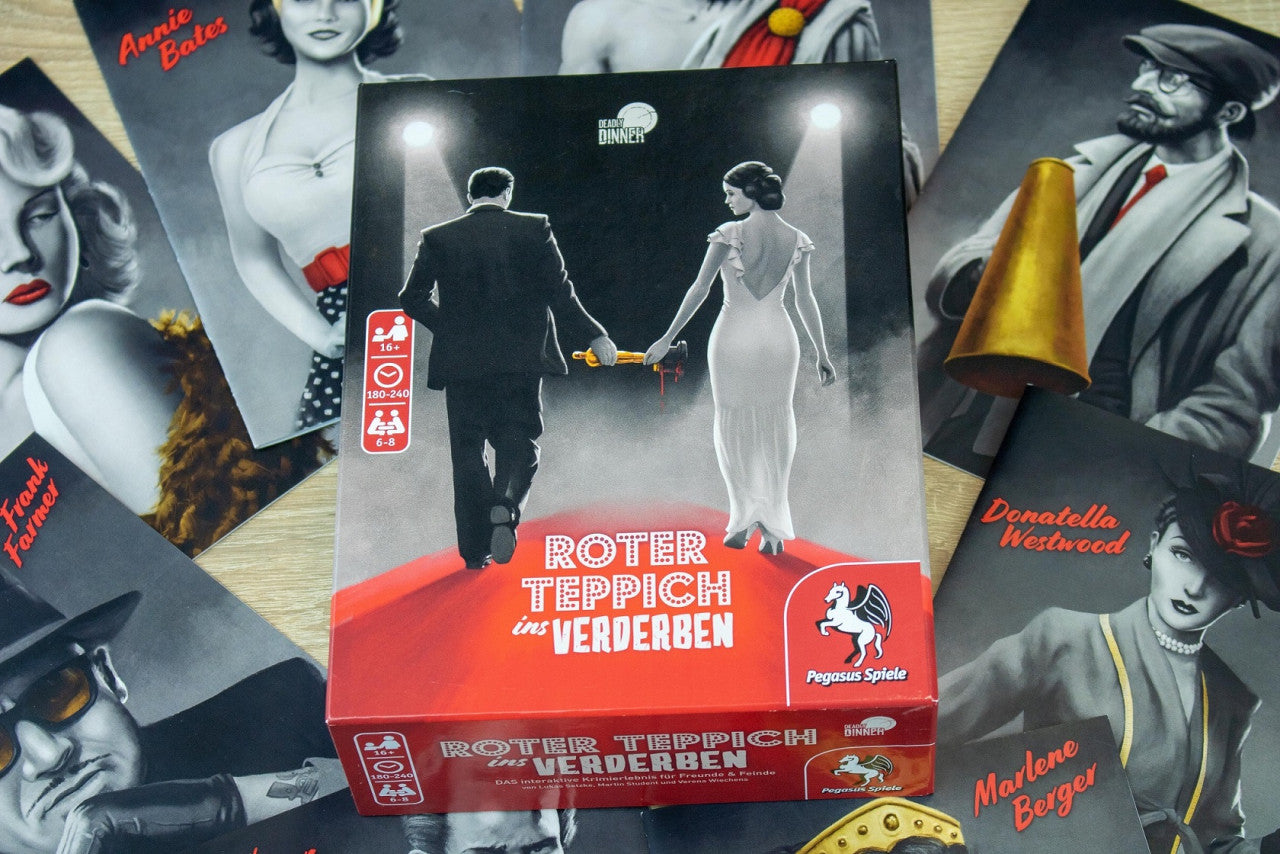 Annie
Bates
DEADLY
DINNER
16+
180-240
6-8
ROTER
TEPPICH
ins VERDERBEN
Pegasus Spiele
Frank
Farmer
Donatella
Westwood
Marlene
Berger
16+
180-240
6-8
ROTER TEPPICH
ins VERDERBEN
DAS interaktive Krimierlebnis für Freunde & Feinde
von Lukas Setzke, Martin Student und Verena Wiechens
DEADLY
DINNER
Pegasus Spiele